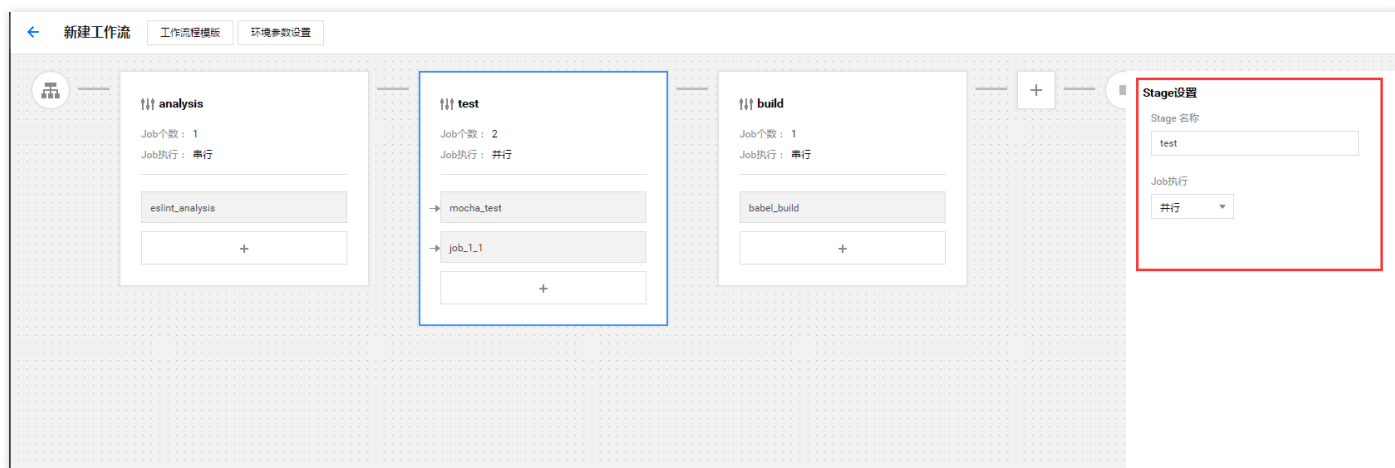 新建工作流 工作流程模版 环境参数设置
analysis
Job个数： 1
Job执行： 串行
eslint_analysis
+
test
Job个数： 2
Job执行： 并行
mocha_test
job_1_1
+
build
Job个数： 1
Job执行： 串行
babel_build
+
+
Stage设置
Stage 名称
test
Job执行
并行